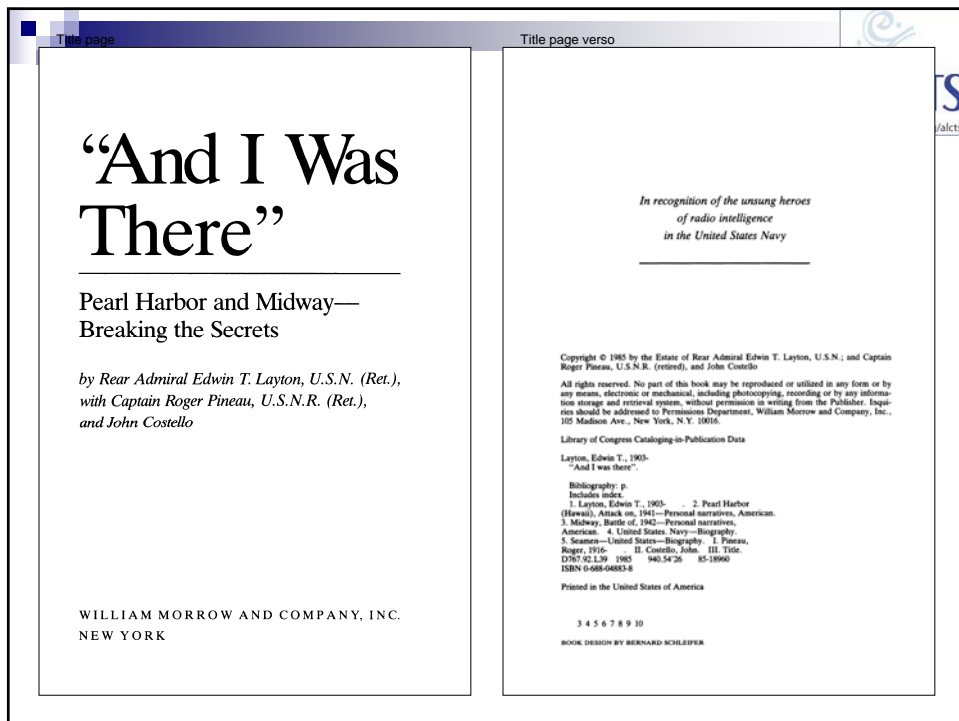 Title page
“And I Was
There”
Pearl Harbor and Midway—
Breaking the Secrets
by Rear Admiral Edwin T. Layton, U.S.N. (Ret.),
with Captain Roger Pineau, U.S.N.R. (Ret.),
and John Costello
WILLIAM MORROW AND COMPANY, INC.
NEW YORK
Title page verso
In recognition of the unsung heroes
of radio intelligence
in the United States Navy
Copyright © 1985 by the Estate of Rear Admiral Edwin T. Layton, U.S.N.; and Captain
Roger Pineau, U.S.N.R. (retired), and John Costello
All rights reserved. No part of this book may be reproduced or utilized in any form or by
any means, electronic or mechanical, including photocopying, recording or by any informa-
tion storage and retrieval system, without permission in writing from the Publisher. Inqui-
ries should be addressed to Permissions Department, William Morrow and Company, Inc.,
105 Madison Ave., New York, N.Y. 10016.
Library of Congress Cataloging-in-Publication Data
Layton, Edwin T., 1903-
“And I was there”.
Bibliography: p.
Includes index.
1. Layton, Edwin T., 1903- . 2. Pearl Harbor
(Hawaii), Attack on, 1941—Personal narratives, American.
3. Midway, Battle of, 1942—Personal narratives,
American. 4. United States. Navy—Biography.
5. Seamen—United States—Biography. I. Pineau,
Roger, 1916- . II. Costello, John. III. Title.
D767.92.L39 1985 940.54'26 85-18960
ISBN 0-688-04883-8
Printed in the United States of America
3 4 5 6 7 8 9 10
BOOK DESIGN BY BERNARD SCHLEIFER
TS
/alcts